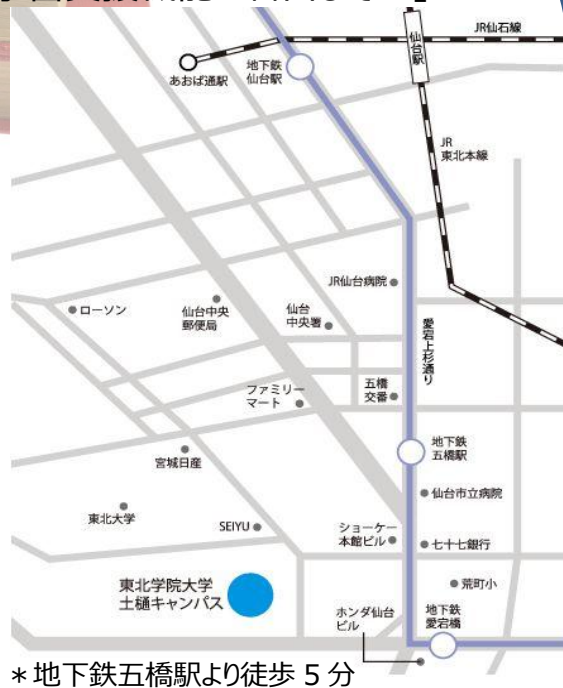 JR仙石線
仙台駅
あおば通駅
地下鉄
仙台駅
JR
東北本線
JR仙台病院
ローソン
仙台中央
郵便局
仙台
中央署
愛宕上杉通り
ファミリー
マート
五橋
交番
地下鉄
五橋駅
宮城日産
仙台市立病院
東北大学
SEIYU
ショーケー
本館ビル
七十七銀行
東北学院大学
土樋キャンパス
荒町小
ホンダ仙台
ビル
地下鉄
愛宕橋
*地下鉄五橋駅より徒歩 5 分